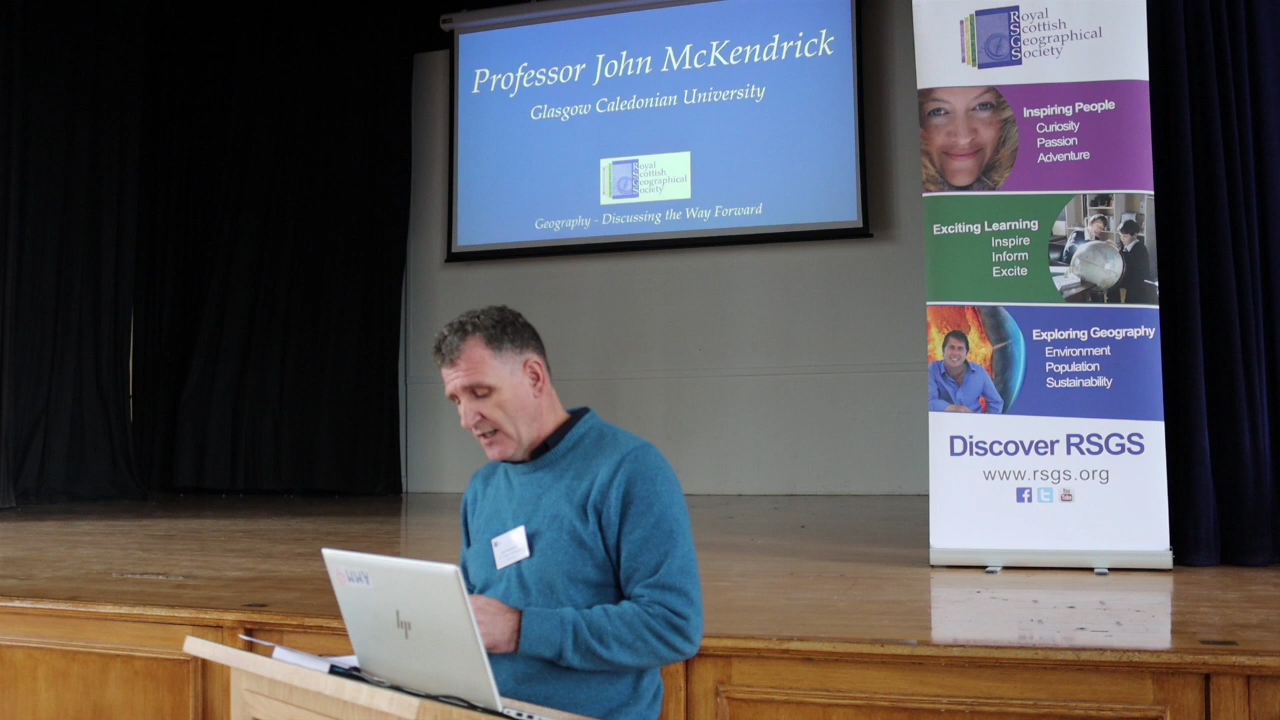 Professor John McKendrick
Glasgow Caledonian University
Royal
Scottish
Geographical
Society
Geography - Discussing the Way Forward
RSGS
Royal
Scottish
Geographical
Society
Inspiring People
Curiosity
Passion
Adventure
Exciting Learning
Inspire
Inform
Excite
Exploring Geography
Environment
Population
Sustainability
Discover RSGS
www.rsgs.org
hp